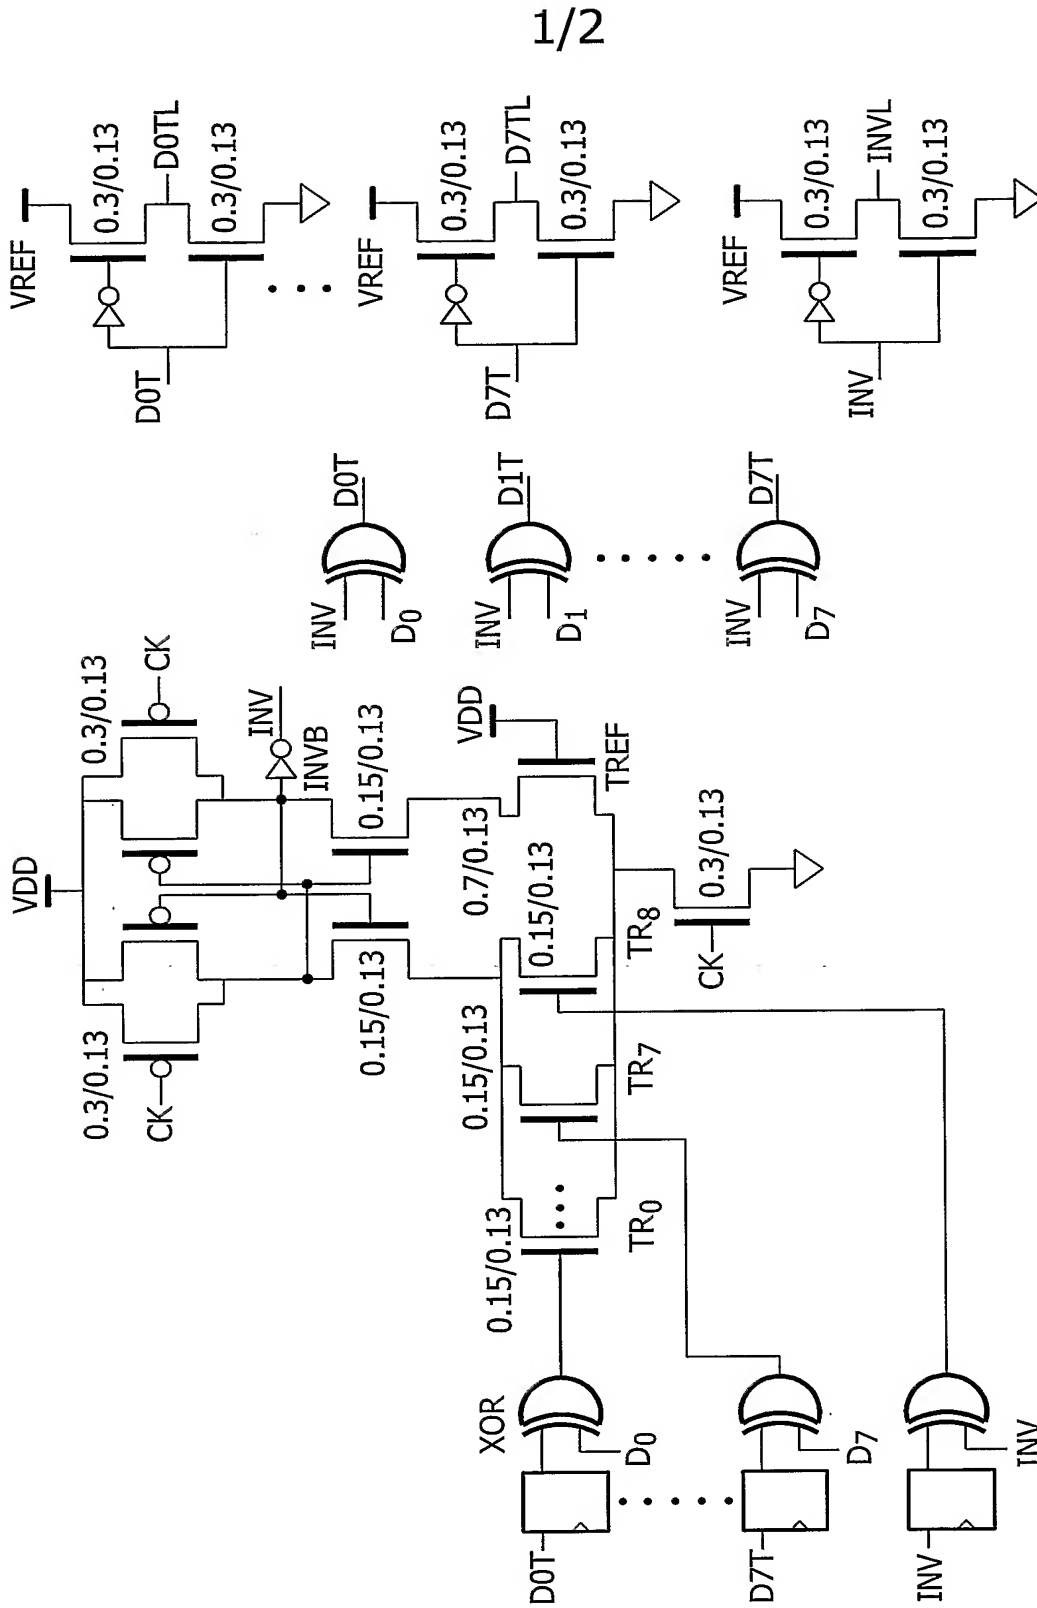 1/2
VREF
0.3/0.13
D0TL
0.3/0.13
D0T
VREF
0.3/0.13
D7TL
0.3/0.13
D7T
VREF
0.3/0.13
INVL
0.3/0.13
INV
INV
D0
D0T
INV
D1
D1T
INV
D7
D7T
VDD
0.3/0.13
CK
0.3/0.13
CK
INV
INVB
0.15/0.13
0.15/0.13
VDD
TREF
0.7/0.13
0.15/0.13
TR8
0.15/0.13
TR7
0.15/0.13
TR0
CK
0.3/0.13
XOR
D0
D0T
D7
D7T
INV
INV